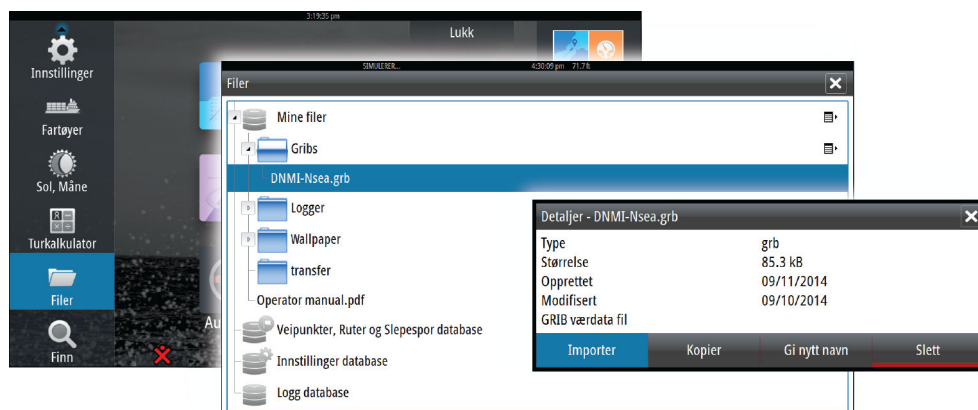 3:19:35 pm
Lukk
Innstillinger
Fartøyer
Sol, Måne
Turkalkulator
Filer
Finn
Au
SIMULERER...
4:30:09 pm 71.7 ft
Filer
Mine filer
Gribs
DNMI-Nsea.grb
Logger
Wallpaper
transfer
Operator manual.pdf
Veipunkter, Ruter og Slepespor database
Innstillinger database
Logg database
Detaljer - DNMI-Nsea.grb
Type grb
Størrelse 85.3 kB
Opprettet 09/11/2014
Modifisert 09/10/2014
GRIB værdata fil
Importer Kopier Gi nytt navn Slett